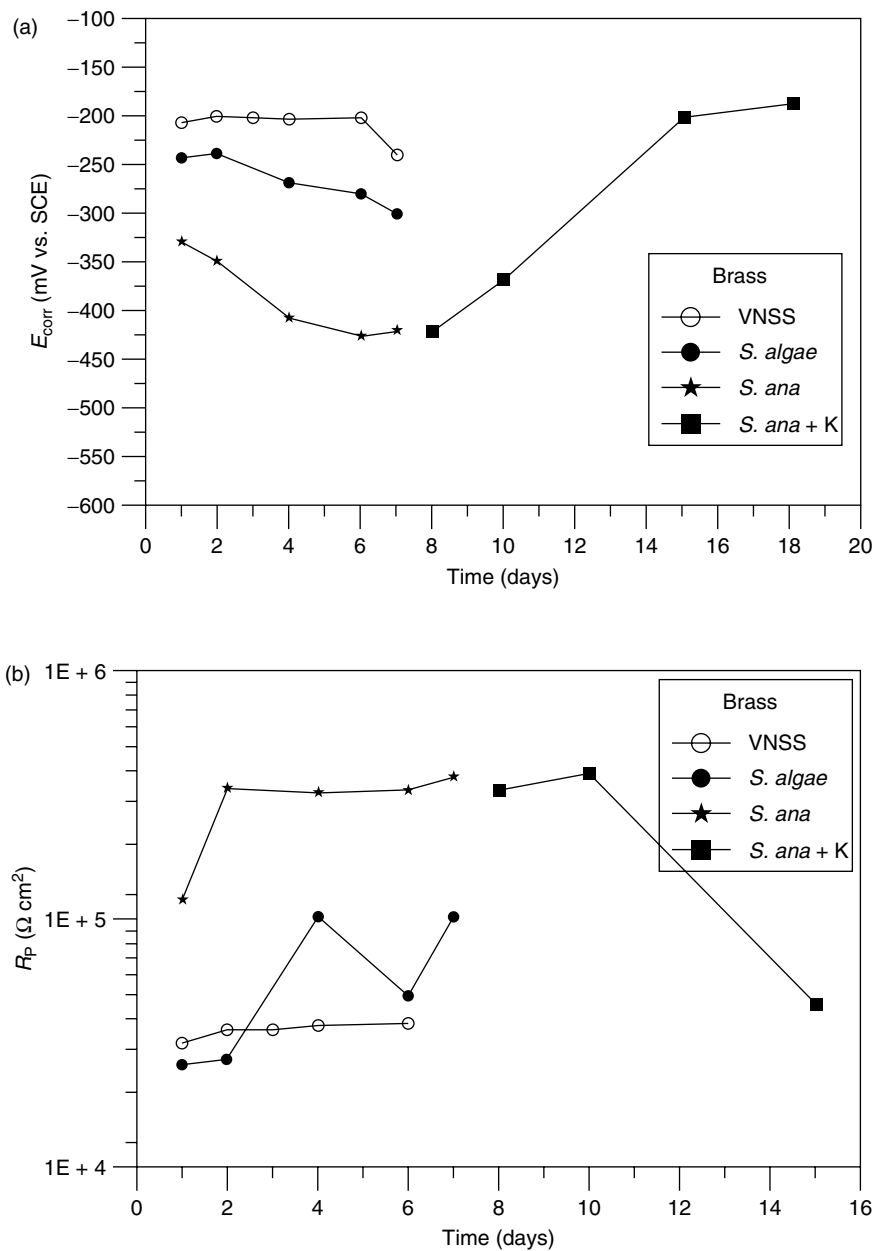 (a)
−100
−150
−200
−250
−300
−350
−400
−450
−500
−550
−600
E_corr (mV vs. SCE)
0 2 4 6 8 10 12 14 16 18 20
Time (days)
Brass
VNSS
S. algae
S. ana
S. ana + K
(b)
1E + 6
1E + 5
1E + 4
R_P (Ω cm²)
0 2 4 6 8 10 12 14 16
Time (days)
Brass
VNSS
S. algae
S. ana
S. ana + K